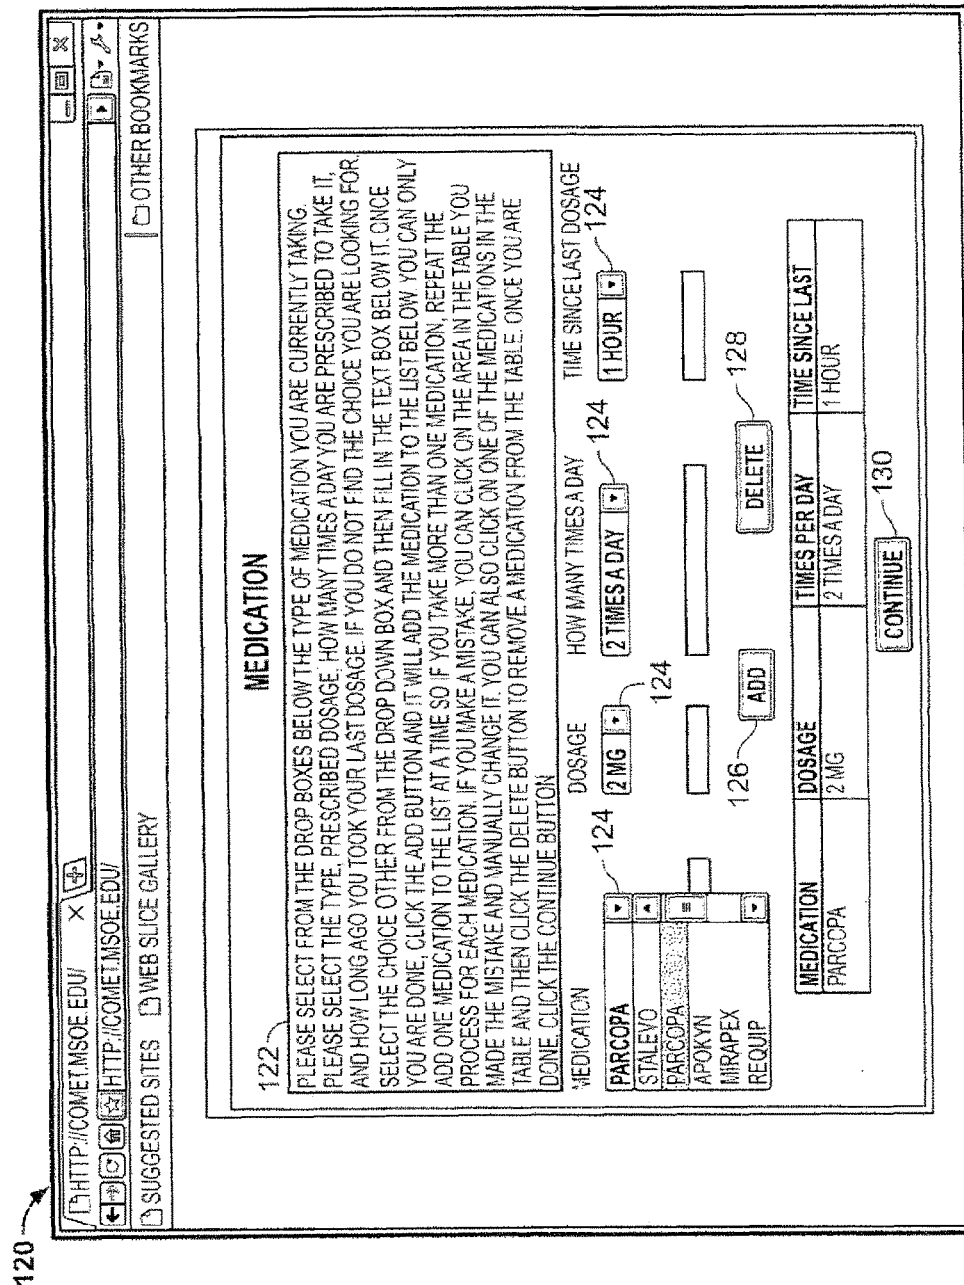 120
HTTP://COMET.MSOE.EDU/ X
HTTP://COMET.MSOE.EDU/
SUGGESTED SITES WEB SLICE GALLERY OTHER BOOKMARKS
MEDICATION
122
PLEASE SELECT FROM THE DROP BOXES BELOW THE TYPE OF MEDICATION YOU ARE CURRENTLY TAKING.
PLEASE SELECT THE TYPE, PRESCRIBED DOSAGE, HOW MANY TIMES A DAY YOU ARE PRESCRIBED TO TAKE IT,
AND HOW LONG AGO YOU TOOK YOUR LAST DOSAGE. IF YOU DO NOT FIND THE CHOICE YOU ARE LOOKING FOR,
SELECT THE CHOICE OTHER FROM THE DROP DOWN BOX AND THEN FILL IN THE TEXT BOX BELOW IT. ONCE
YOU ARE DONE, CLICK THE ADD BUTTON AND IT WILL ADD THE MEDICATION TO THE LIST BELOW. YOU CAN ONLY
ADD ONE MEDICATION TO THE LIST AT A TIME SO IF YOU TAKE MORE THAN ONE MEDICATION, REPEAT THE
PROCESS FOR EACH MEDICATION. IF YOU MAKE A MISTAKE, YOU CAN CLICK ON THE AREA IN THE TABLE YOU
MADE THE MISTAKE AND MANUALLY CHANGE IT. YOU CAN ALSO CLICK ON ONE OF THE MEDICATIONS IN THE
TABLE AND THEN CLICK THE DELETE BUTTON TO REMOVE A MEDICATION FROM THE TABLE. ONCE YOU ARE
DONE, CLICK THE CONTINUE BUTTON
MEDICATION DOSAGE HOW MANY TIMES A DAY TIME SINCE LAST DOSAGE
124 124 124 124
PARCOPA 2 MG 2 TIMES A DAY 1 HOUR
STALEVO
PARCOPA
APOKYN
MIRAPEX
REQUIP
126 ADD DELETE 128
MEDICATION DOSAGE TIMES PER DAY TIME SINCE LAST
PARCOPA 2 MG 2 TIMES A DAY 1 HOUR
CONTINUE 130